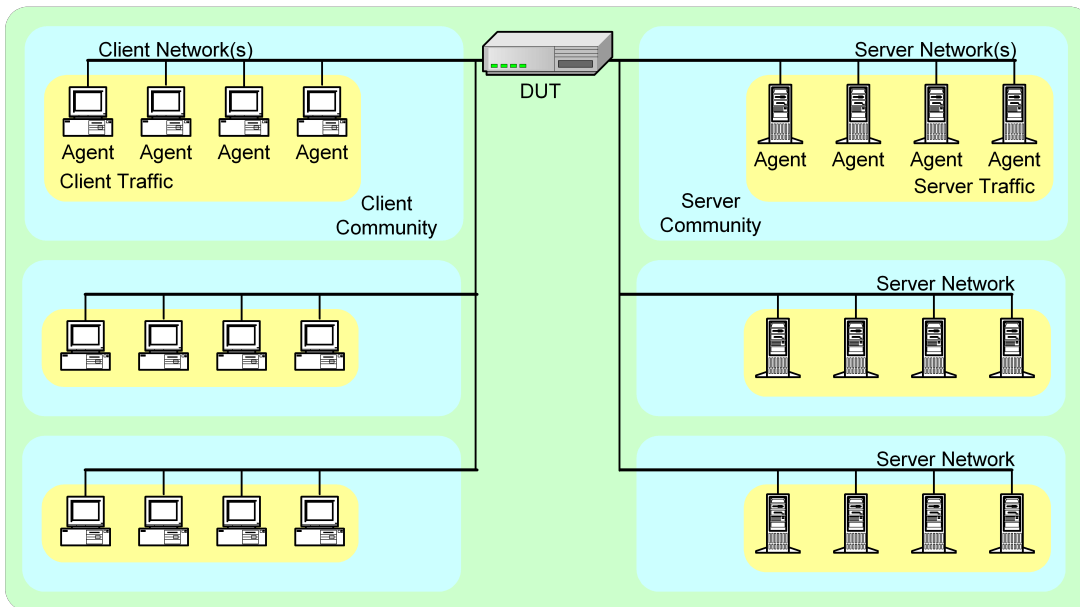 Client Network(s)
Server Network(s)
DUT
Agent Agent Agent Agent
Client Traffic
Client
Community
Agent Agent Agent Agent
Server Traffic
Server
Community
Server Network
Server Network